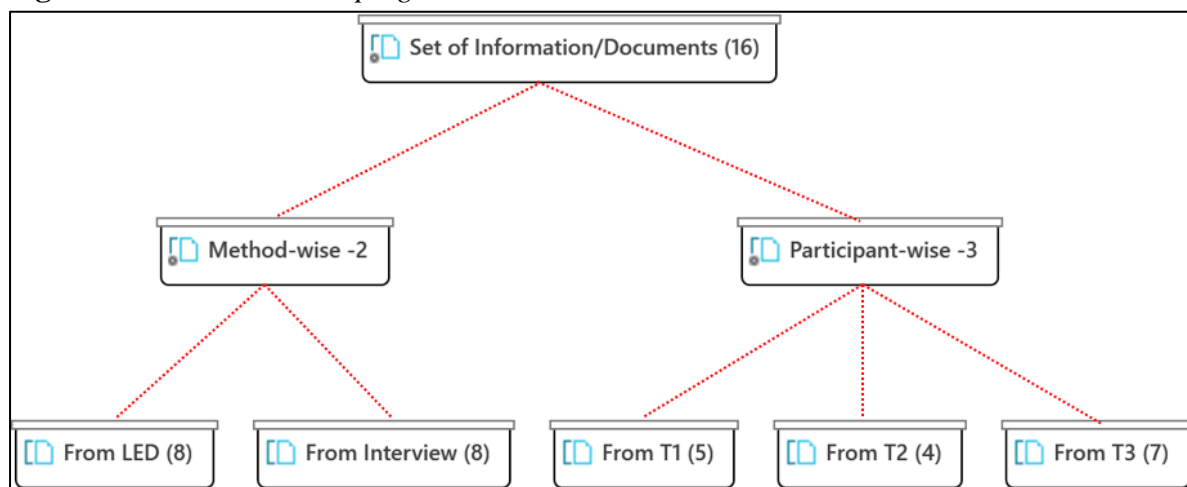 Set of Information/Documents (16)
Method-wise -2
Participant-wise -3
From LED (8)
From Interview (8)
From T1 (5)
From T2 (4)
From T3 (7)